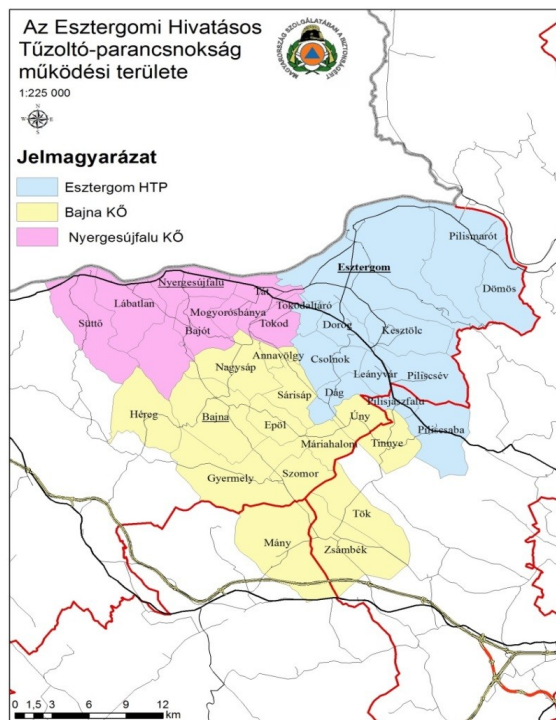 Az Esztergomi Hivatásos
Tűzoltó-parancsnokság
működési területe
MAGYARORSZÁG SZOLGÁLATÁBAN A BIZTONSÁGÉRT
1:225 000
N
W E
S
Jelmagyarázat
Esztergom HTP
Bajna KŐ
Nyergesújfalu KŐ
Pilismarót
Esztergom
Dömös
Nyergesújfalu
Tát
Lábatlan
Tokodaltáró
Mogyorósbánya
Süttő
Bajót
Tokod
Dorog
Kesztölc
Annavölgy
Csolnok
Nagysáp
Leányvár
Piliscsév
Sárisáp
Dág
Pilisjászfalu
Héreg
Bajna
Epöl
Úny
Piliscsaba
Máriahalom
Tinnye
Gyermely
Szomor
Tök
Mány
Zsámbék
0 1,5 3 6 9 12
km